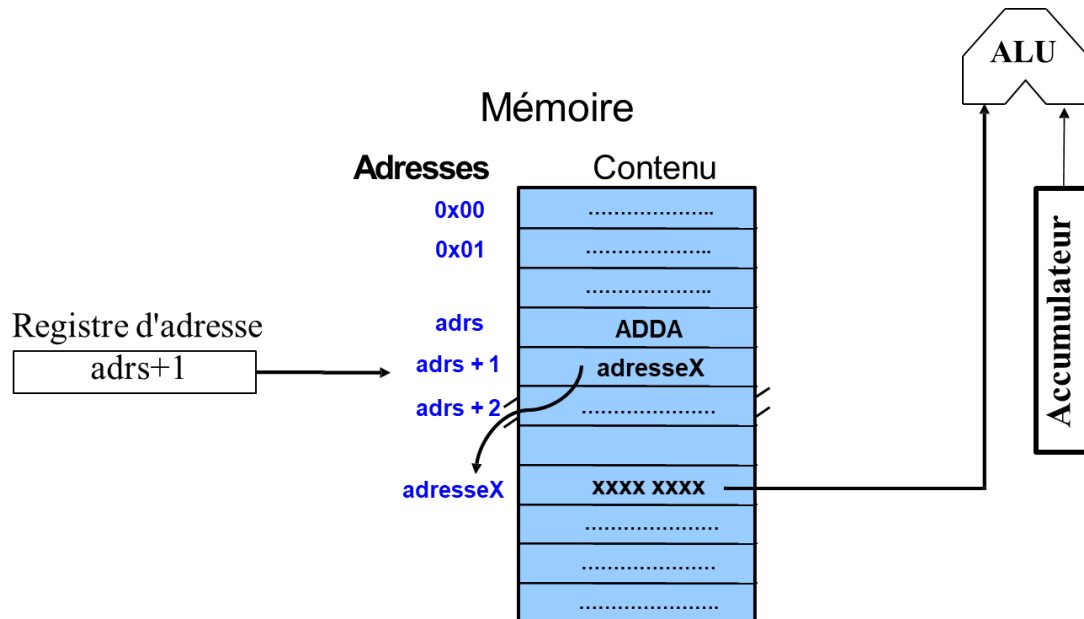 ALU
Mémoire
Adresses Contenu
0x00 .....................
0x01 ....................
....................
Registre d'adresse
adrs ADDA
adrs+1
adrs + 1 adresseX
adrs + 2 .....................
Accumulateur
adresseX xxxx xxxx
.....................
.....................
......................